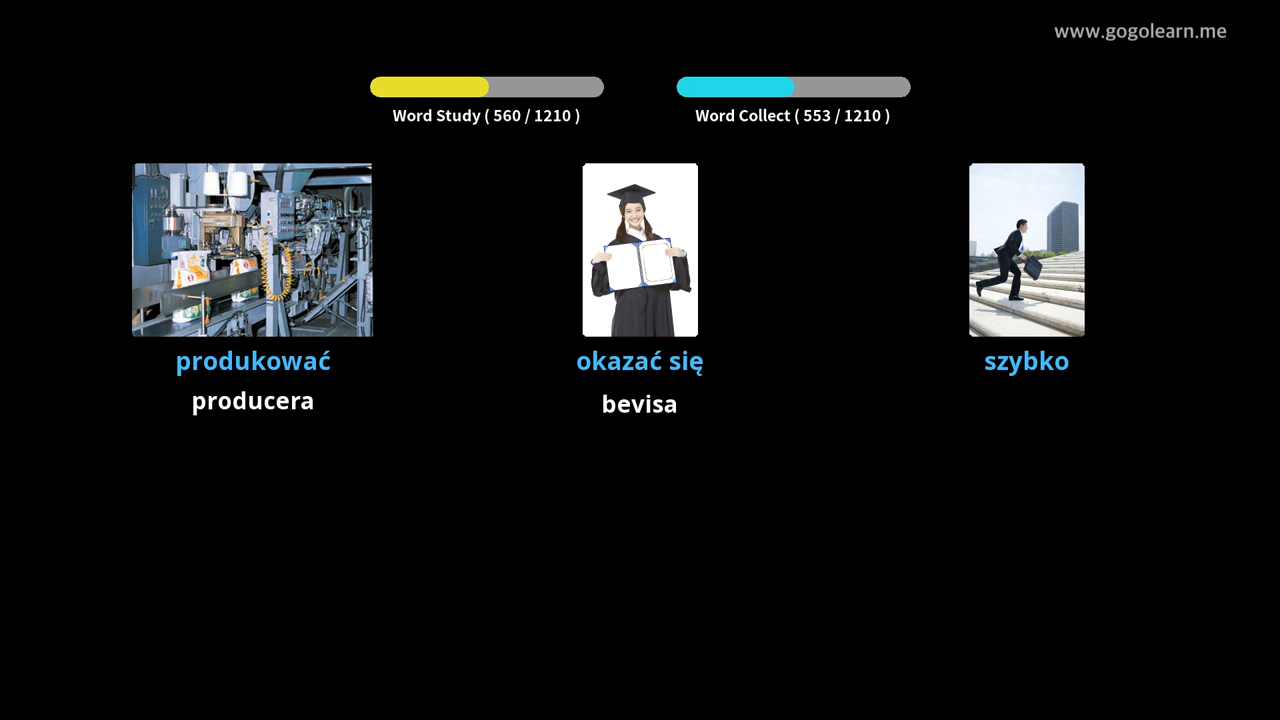 www.gogolearn.me
Word Study ( 560 / 1210 )
Word Collect ( 553 / 1210 )
produkować
okazać się
szybko
producera
bevisa